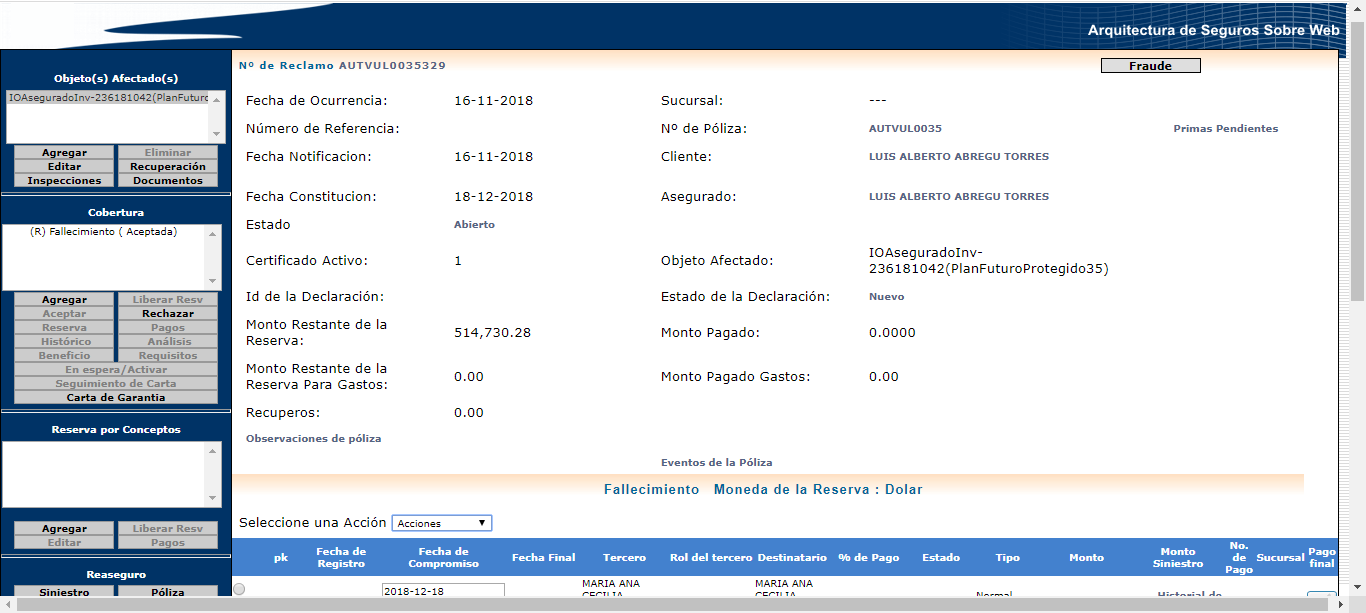 Arquitectura de Seguros Sobre Web
Objeto(s) Afectado(s)
IOAseguradoInv-236181042(PlanFuturo
Agregar Eliminar
Editar Recuperación
Inspecciones Documentos
Cobertura
(R) Fallecimiento ( Aceptada)
Agregar Liberar Resv
Aceptar Rechazar
Reserva Pagos
Histórico Análisis
Beneficio Requisitos
En espera/Activar
Seguimiento de Carta
Carta de Garantia
Reserva por Conceptos
Agregar Liberar Resv
Editar Pagos
Reaseguro
Siniestro Póliza
Nº de Reclamo AUTVUL0035329 Fraude
Fecha de Ocurrencia: 16-11-2018 Sucursal: ---
Número de Referencia: Nº de Póliza: AUTVUL0035 Primas Pendientes
Fecha Notificacion: 16-11-2018 Cliente: LUIS ALBERTO ABREGU TORRES
Fecha Constitucion: 18-12-2018 Asegurado: LUIS ALBERTO ABREGU TORRES
Estado Abierto
Certificado Activo: 1 Objeto Afectado: IOAseguradoInv-
236181042(PlanFuturoProtegido35)
Id de la Declaración: Estado de la Declaración: Nuevo
Monto Restante de la
Reserva: 514,730.28 Monto Pagado: 0.0000
Monto Restante de la
Reserva Para Gastos: 0.00 Monto Pagado Gastos: 0.00
Recuperos: 0.00
Observaciones de póliza
Eventos de la Póliza
Fallecimiento Moneda de la Reserva : Dolar
Seleccione una Acción Acciones
pk Fecha de Registro Fecha de Compromiso Fecha Final Tercero Rol del tercero Destinatario % de Pago Estado Tipo Monto Monto Siniestro No. de Pago Sucursal Pago final
2018-12-18 MARIA ANA MARIA ANA
CECILIA CECILIA Normal Historial de